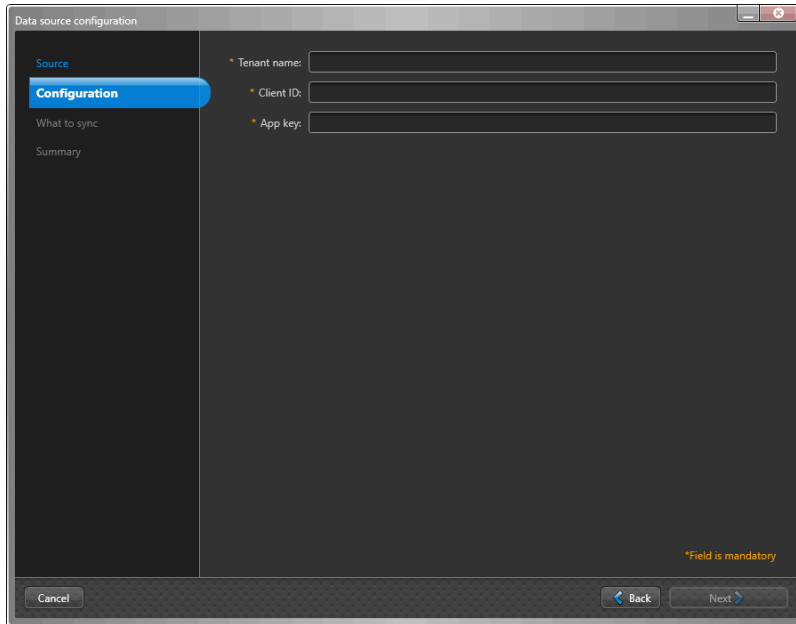 Data source configuration
Source
Configuration
What to sync
Summary
* Tenant name:
* Client ID:
* App key:
*Field is mandatory
Cancel
Back
Next